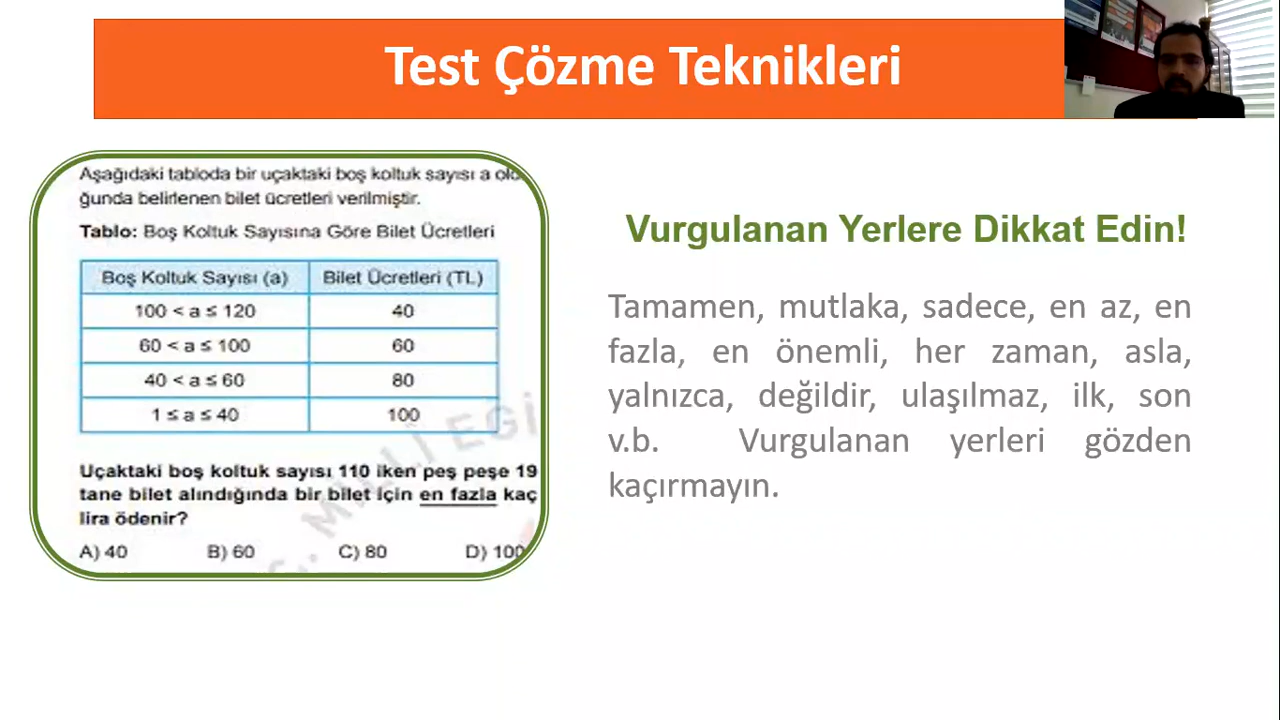 Test Çözme Teknikleri
Aşağıdaki tabloda bir uçaktaki boş koltuk sayısı a
ğunda belirlenen bilet ücretleri verilmiştir.
Tablo: Boş Koltuk Sayısına Göre Bilet Ücretleri
Boş Koltuk Sayısı (a) Bilet Ücretleri (TL)
100 < a ≤ 120 40
60 < a ≤ 100 60
40 < a ≤ 60 80
1 ≤ a ≤ 40 100
Uçaktaki boş koltuk sayısı 110 iken peş peşe 19
tane bilet alındığında bir bilet için en fazla kaç
lira ödenir?
A) 40 B) 60 C) 80 D) 100
Vurgulanan Yerlere Dikkat Edin!
Tamamen, mutlaka, sadece, en az, en
fazla, en önemli, her zaman, asla,
yalnızca, değildir, ulaşılmaz, ilk, son
v.b. Vurgulanan yerleri gözden
kaçırmayın.